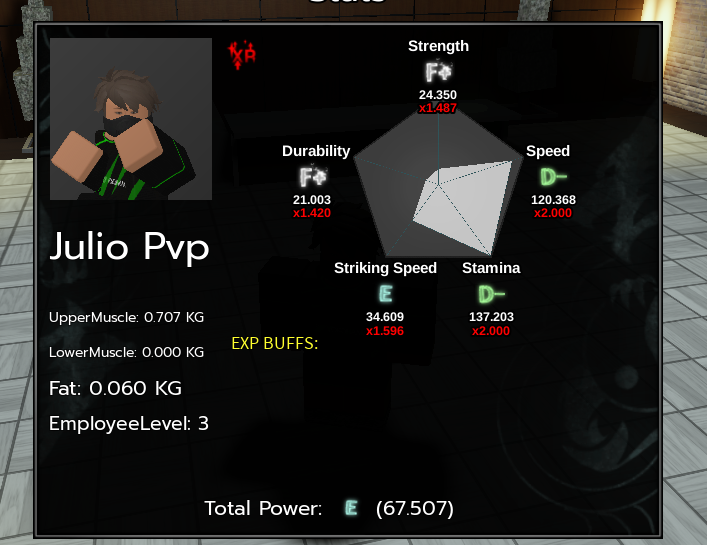 Stats
XP
Strength
F+
24.350
x1.487
Durability
F+
21.003
x1.420
Speed
D-
120.368
x2.000
Julio Pvp
Striking Speed
E
34.609
x1.596
Stamina
D-
137.203
x2.000
UpperMuscle: 0.707 KG
LowerMuscle: 0.000 KG
EXP BUFFS:
Fat: 0.060 KG
EmployeeLevel: 3
Total Power: E (67.507)